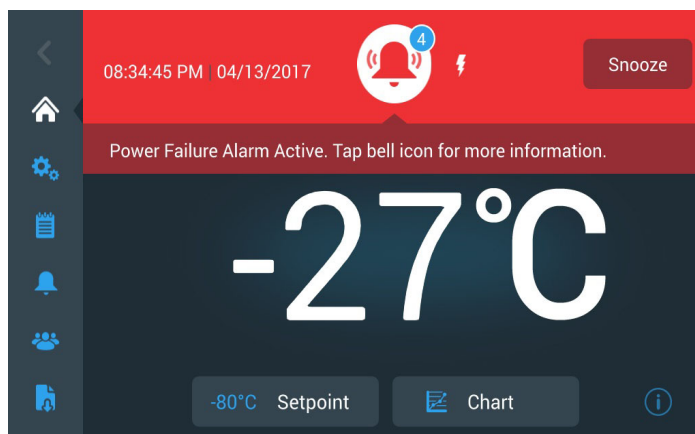 4
08:34:45 PM | 04/13/2017
Snooze
Power Failure Alarm Active. Tap bell icon for more information.
-27°C
-80°C Setpoint
Chart